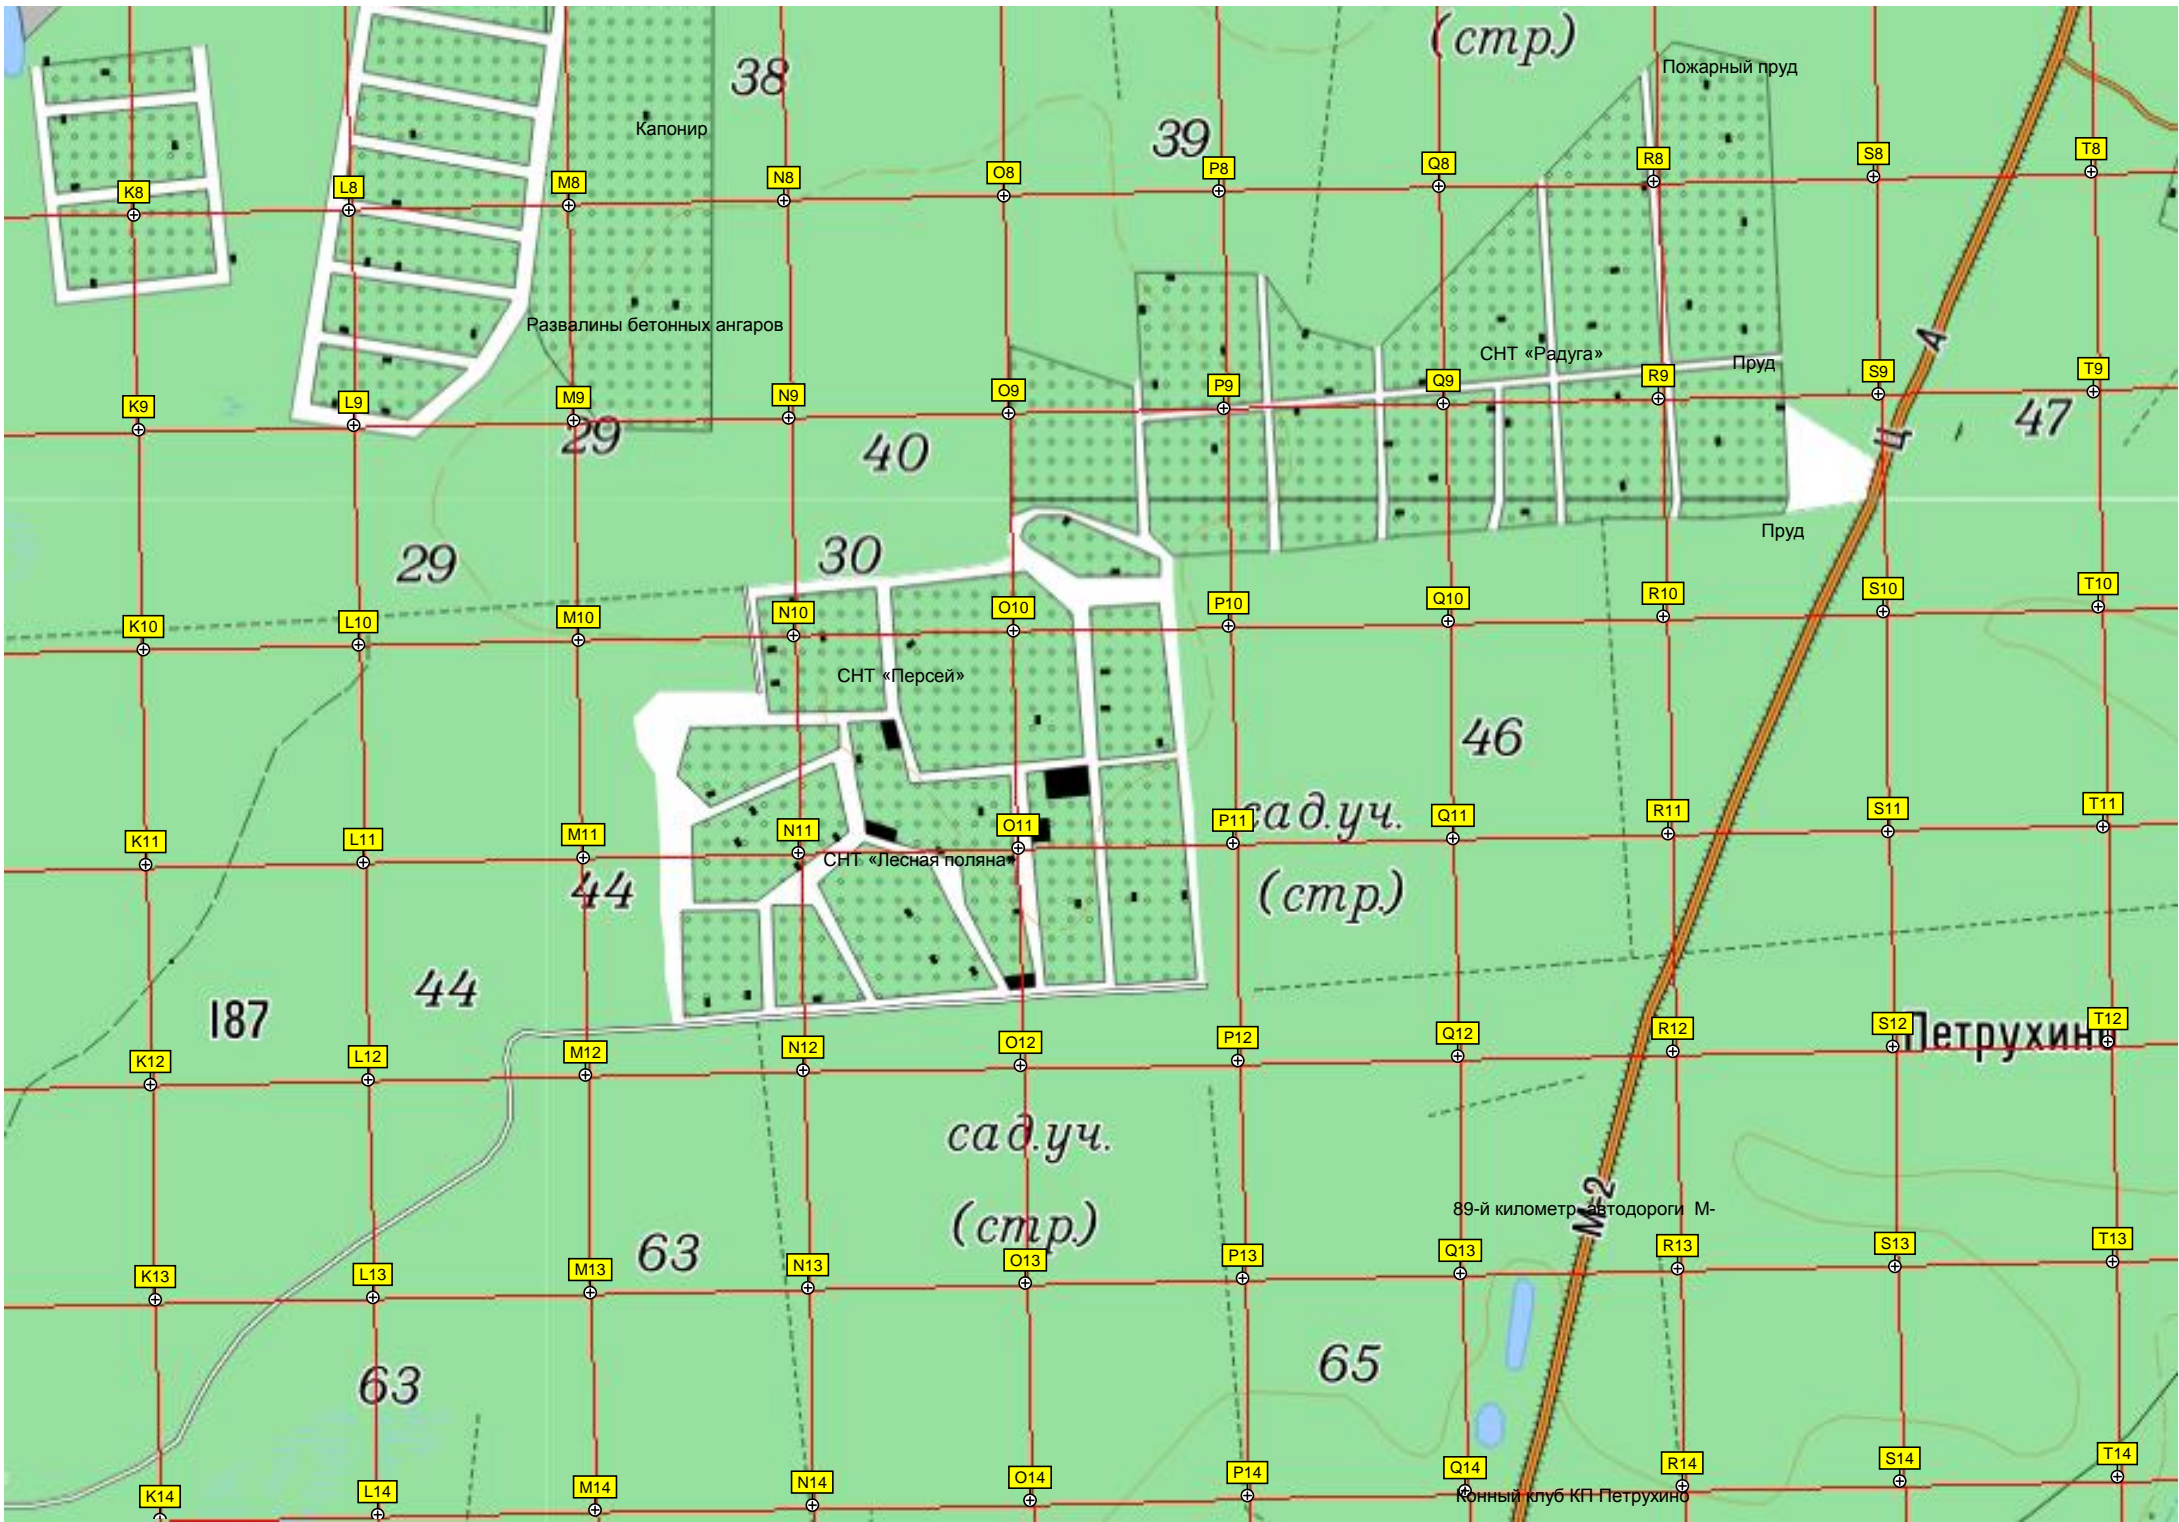 (стр.)
Пожарный пруд
38
Капонир
39
K8
L8
M8
N8
O8
P8
Q8
R8
S8
T8
Развалины бетонных ангаров
А
СНТ «Радуга»
Пруд
K9
L9
M9
N9
O9
P9
Q9
R9
S9
T9
29
40
Ц
47
Пруд
29
30
K10
L10
M10
N10
O10
P10
Q10
R10
S10
T10
СНТ «Персей»
46
сад.уч.
K11
L11
M11
N11
O11
P11
Q11
R11
S11
T11
СНТ «Лесная поляна»
44
(стр.)
44
187
Петрухино
K12
L12
M12
N12
O12
P12
Q12
R12
S12
T12
сад.уч.
(стр.)
М-2
89-й километр автодороги М-
63
K13
L13
M13
N13
O13
P13
Q13
R13
S13
T13
65
63
K14
L14
M14
N14
O14
P14
Q14
R14
S14
T14
Конный клуб КП Петрухино